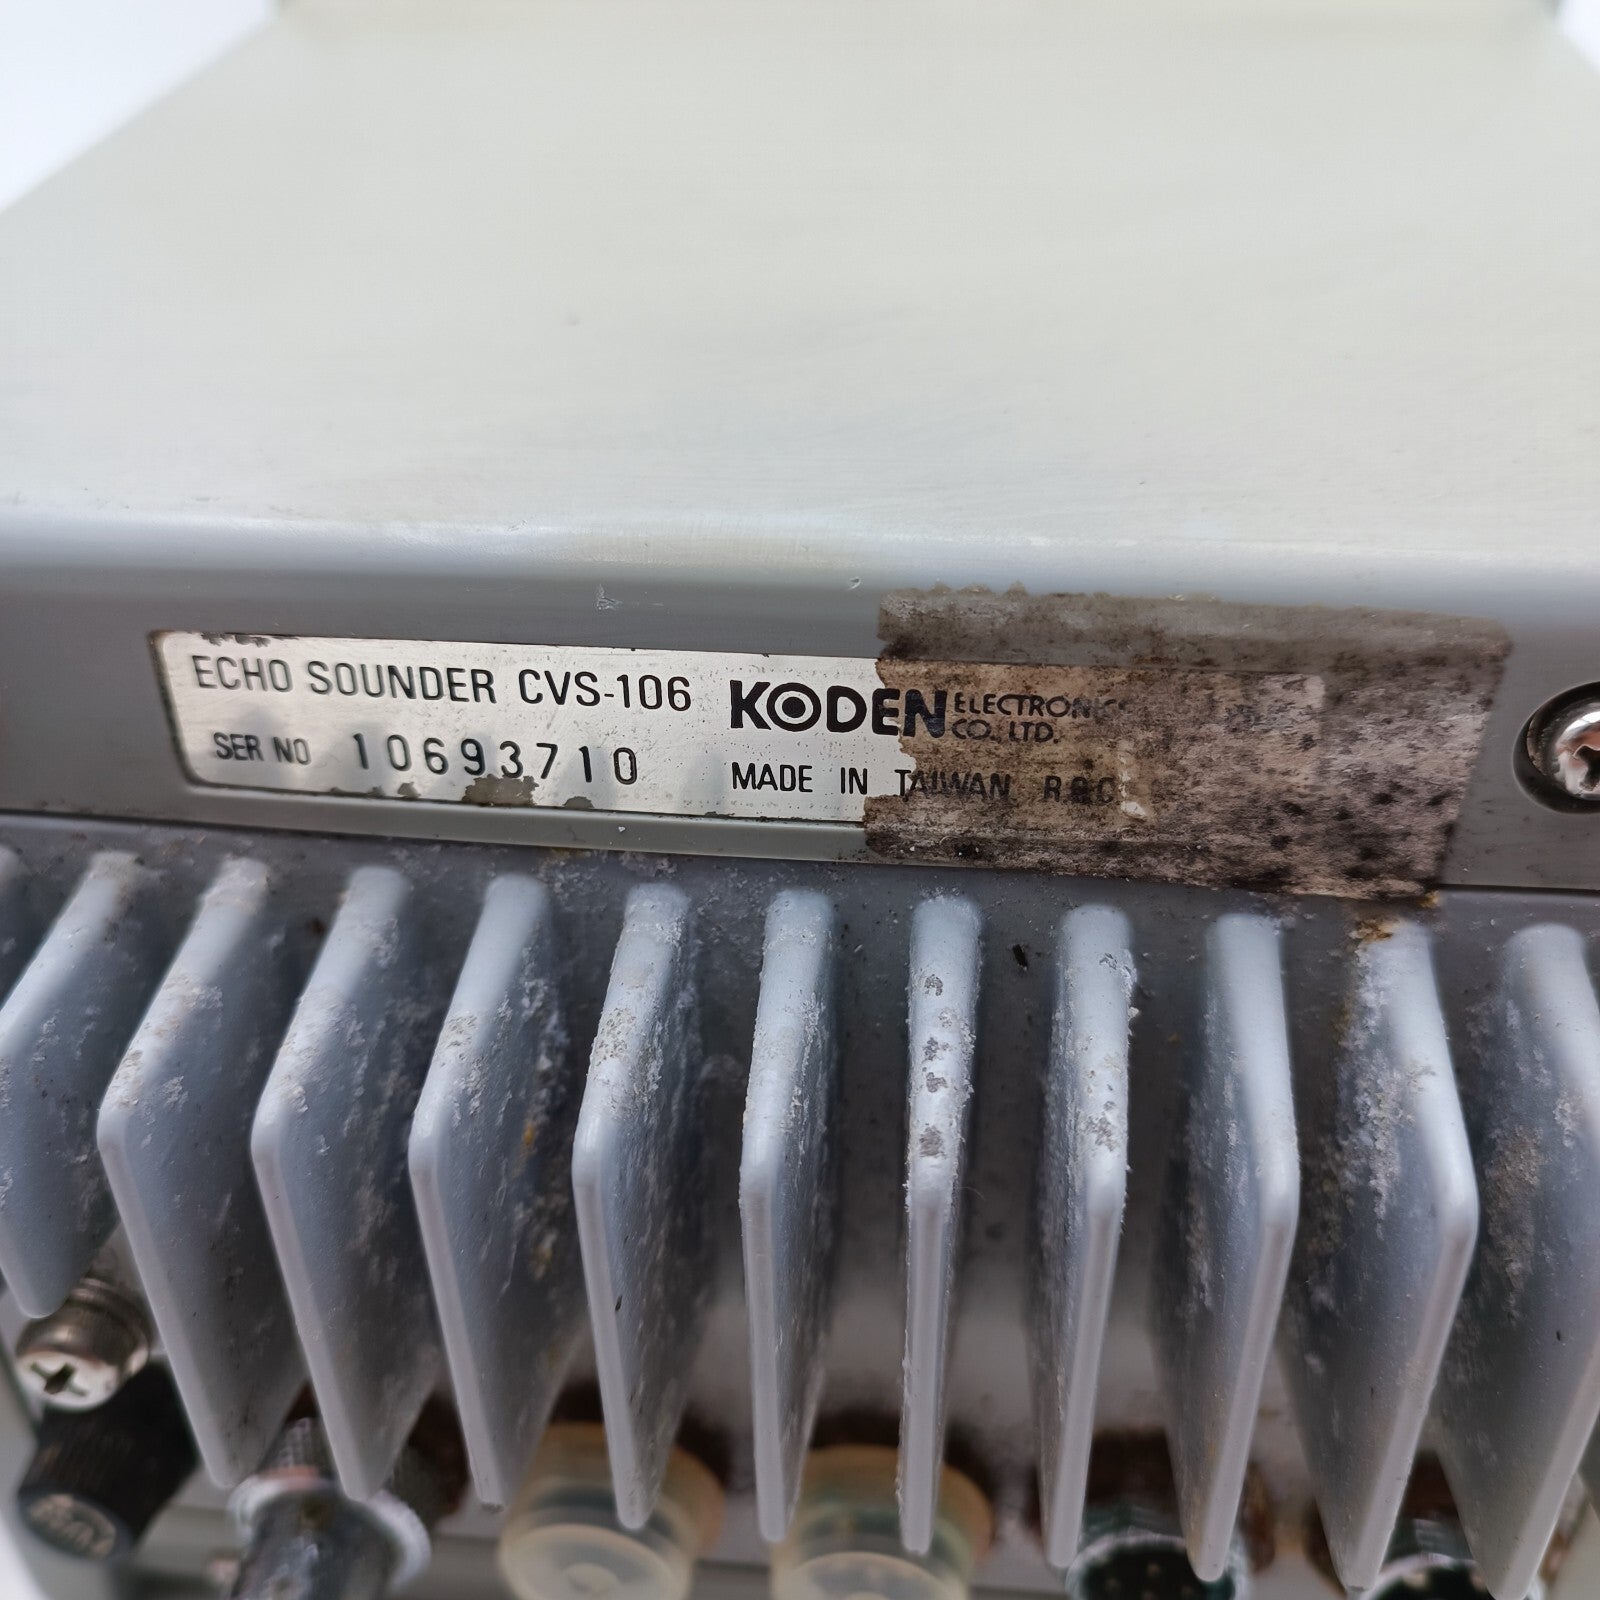 ECHO SOUNDER CVS-106
SER NO 10693710
KODEN ELECTRONICS
CO., LTD.
MADE IN TAIWAN R.O.C